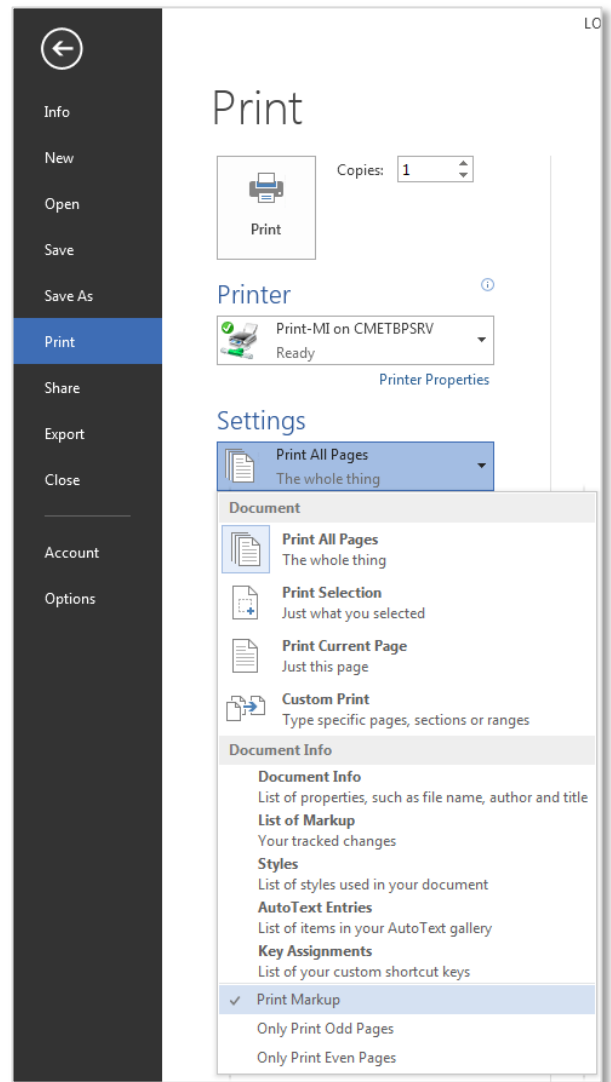 LO
Info
New
Open
Save
Save As
Print
Share
Export
Close
Account
Options
Print
Copies: 1
Print
Printer
Print-MI on CMETBPSRV
Ready
Printer Properties
Settings
Print All Pages
The whole thing
Document
Print All Pages
The whole thing
Print Selection
Just what you selected
Print Current Page
Just this page
Custom Print
Type specific pages, sections or ranges
Document Info
Document Info
List of properties, such as file name, author and title
List of Markup
Your tracked changes
Styles
List of styles used in your document
AutoText Entries
List of items in your AutoText gallery
Key Assignments
List of your custom shortcut keys
Print Markup
Only Print Odd Pages
Only Print Even Pages